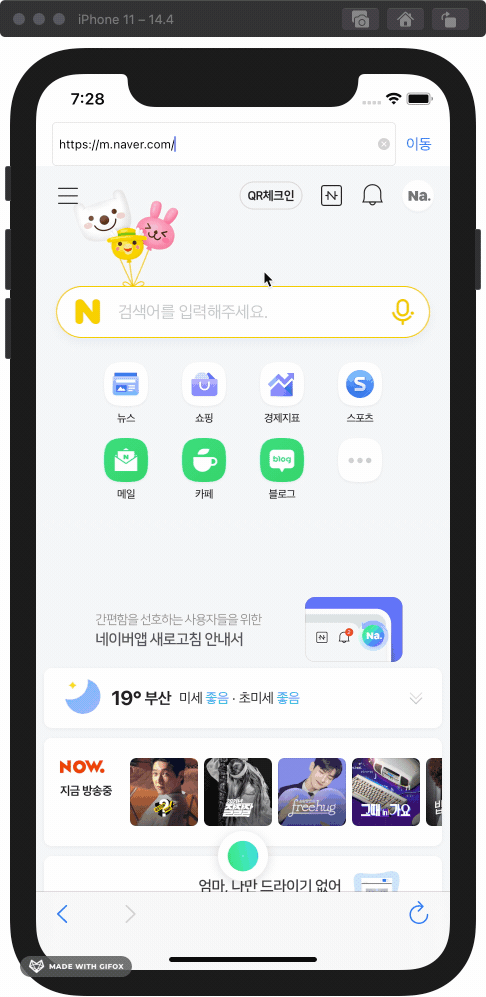 iPhone 11 – 14.4
7:28
https://m.naver.com/
이동
QR체크인
N
Na.
N
검색어를 입력해주세요.
뉴스
쇼핑
S
경제지표
스포츠
N
blog
메일
카페
블로그
간편함을 선호하는 사용자들을 위한
네이버앱 새로고침 안내서
N
2
Na.
19° 부산 미세 좋음 · 초미세 좋음
NOW.
지금 방송중
freehug
그때 in 가요
엄마, 나만 드라이기 없어
MADE WITH GIFOX